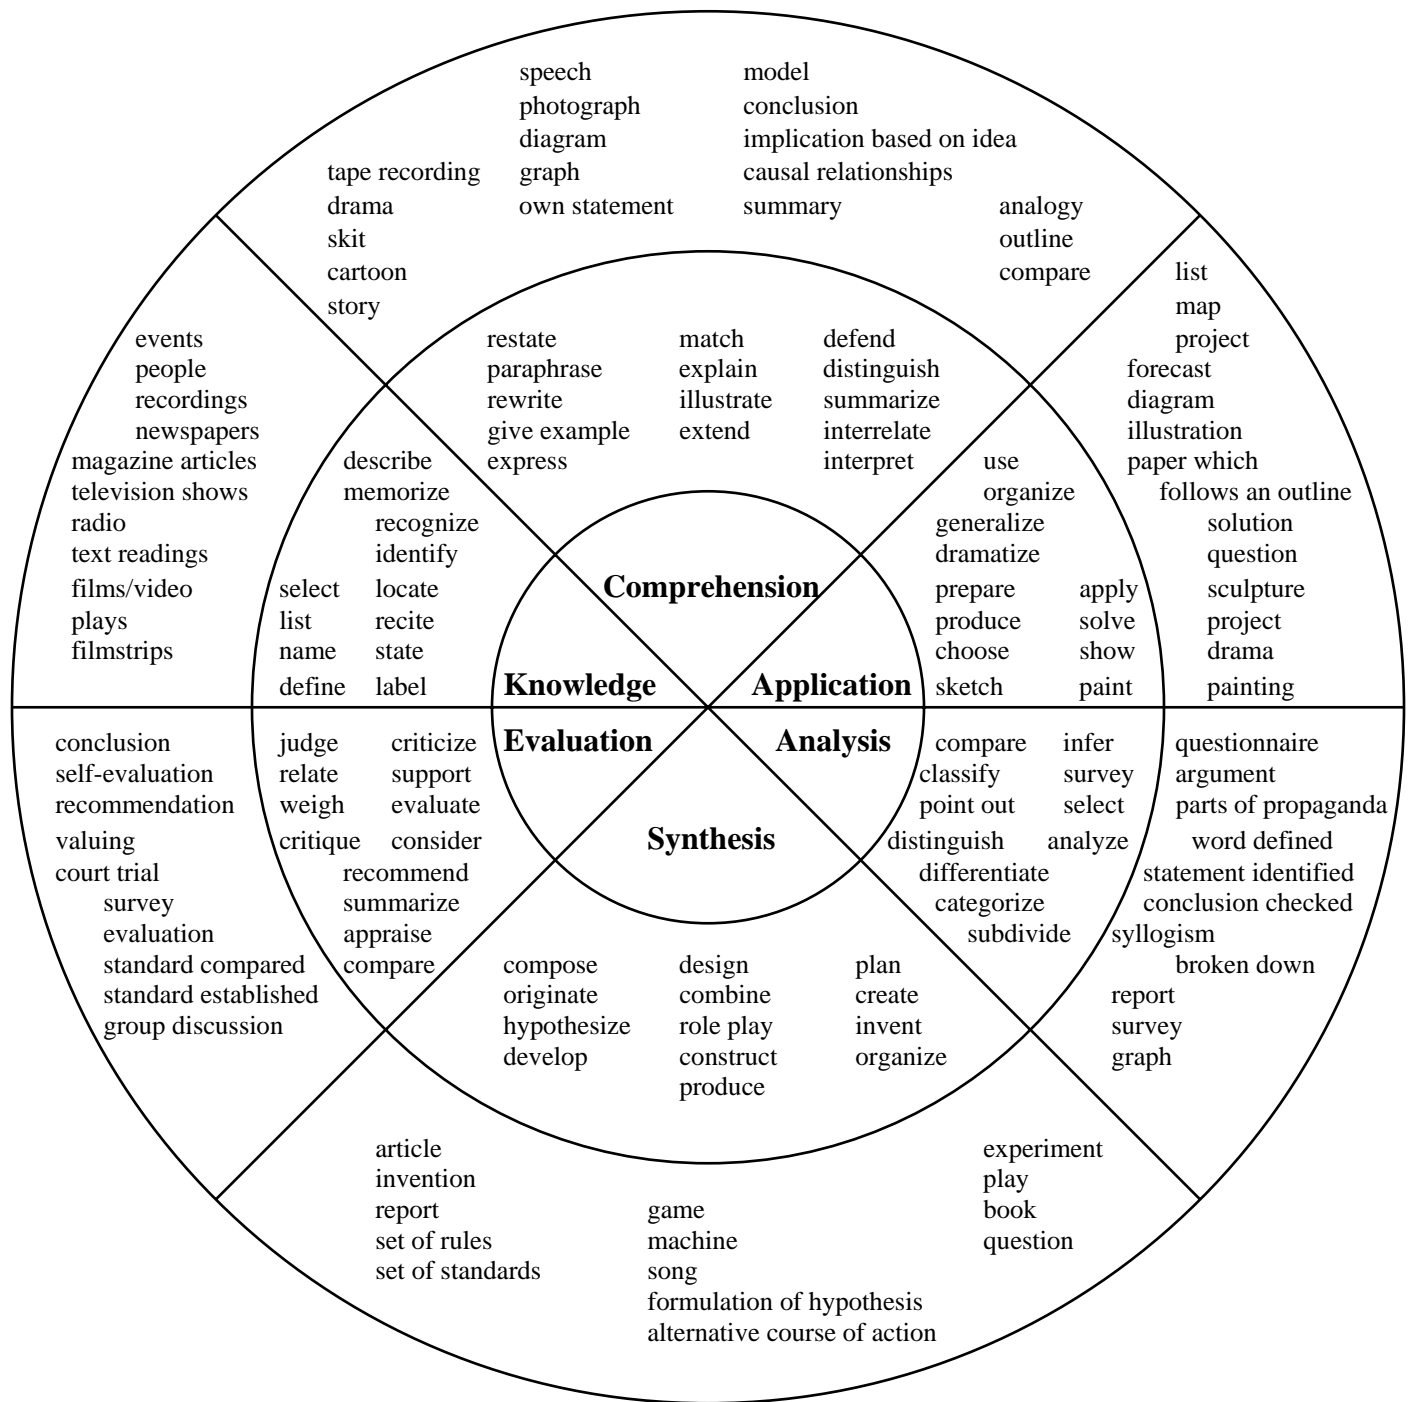 speech
photograph
diagram
graph
own statement
model
conclusion
implication based on idea
causal relationships
summary
tape recording
drama
skit
cartoon
story
analogy
outline
compare
restate
paraphrase
rewrite
give example
express
match
explain
illustrate
extend
defend
distinguish
summarize
interrelate
interpret
Comprehension
events
people
recordings
newspapers
magazine articles
television shows
radio
text readings
films/video
plays
filmstrips
describe
memorize
recognize
identify
select locate
list recite
name state
define label
Knowledge
list
map
project
forecast
diagram
illustration
paper which
follows an outline
solution
question
sculpture
project
drama
painting
use
organize
generalize
dramatize
prepare apply
produce solve
choose show
sketch paint
Application
Evaluation
judge criticize
relate support
weigh evaluate
critique consider
recommend
summarize
appraise
compare
conclusion
self-evaluation
recommendation
valuing
court trial
survey
evaluation
standard compared
standard established
group discussion
Analysis
compare infer
classify survey
point out select
distinguish analyze
differentiate
categorize
subdivide
questionnaire
argument
parts of propaganda
word defined
statement identified
conclusion checked
syllogism
broken down
report
survey
graph
Synthesis
compose
originate
hypothesize
develop
design
combine
role play
construct
produce
plan
create
invent
organize
article
invention
report
set of rules
set of standards
game
machine
song
formulation of hypothesis
alternative course of action
experiment
play
book
question